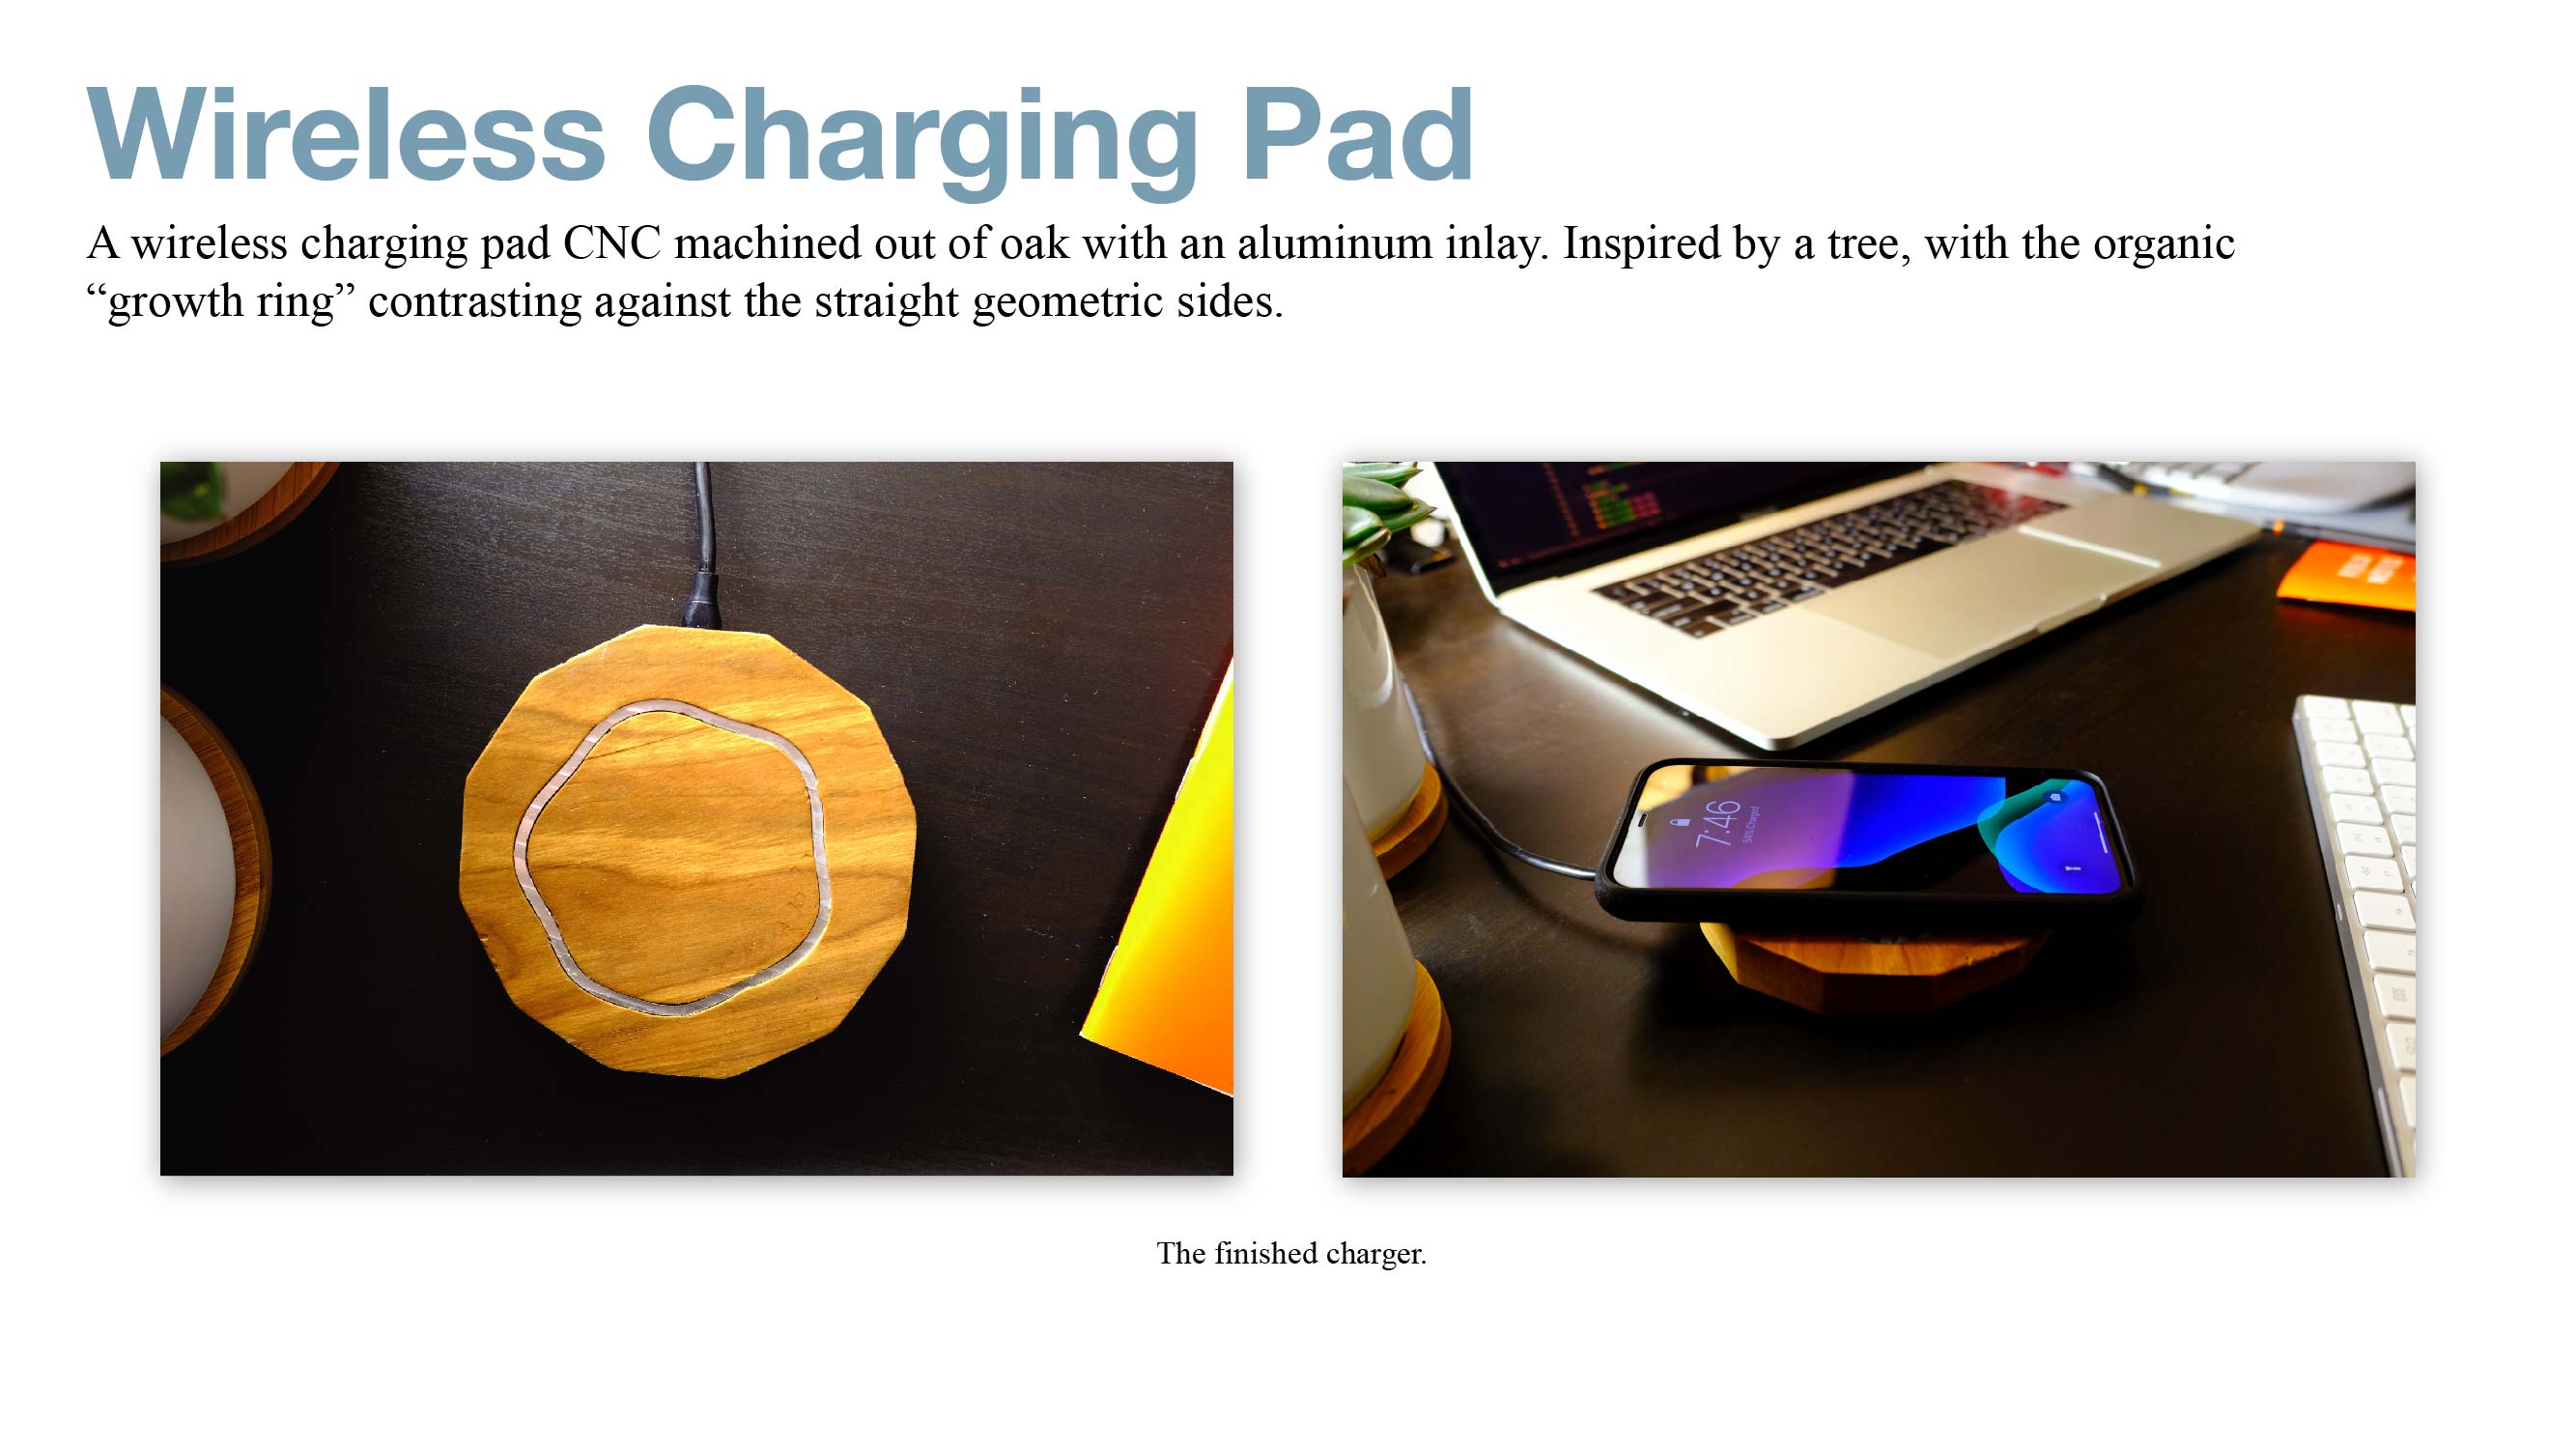 Wireless Charging Pad
A wireless charging pad CNC machined out of oak with an aluminum inlay. Inspired by a tree, with the organic
“growth ring” contrasting against the straight geometric sides.
7:46
The finished charger.